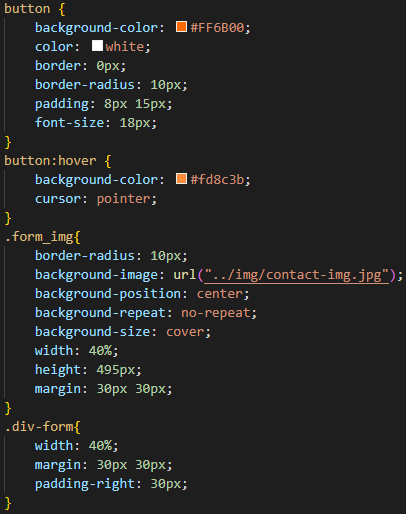 button {
    background-color: #FF6B00;
    color: white;
    border: 0px;
    border-radius: 10px;
    padding: 8px 15px;
    font-size: 18px;
}
button:hover {
    background-color: #fd8c3b;
    cursor: pointer;
}
.form_img{
    border-radius: 10px;
    background-image: url("../img/contact-img.jpg");
    background-position: center;
    background-repeat: no-repeat;
    background-size: cover;
    width: 40%;
    height: 495px;
    margin: 30px 30px;
}
.div-form{
    width: 40%;
    margin: 30px 30px;
    padding-right: 30px;
}